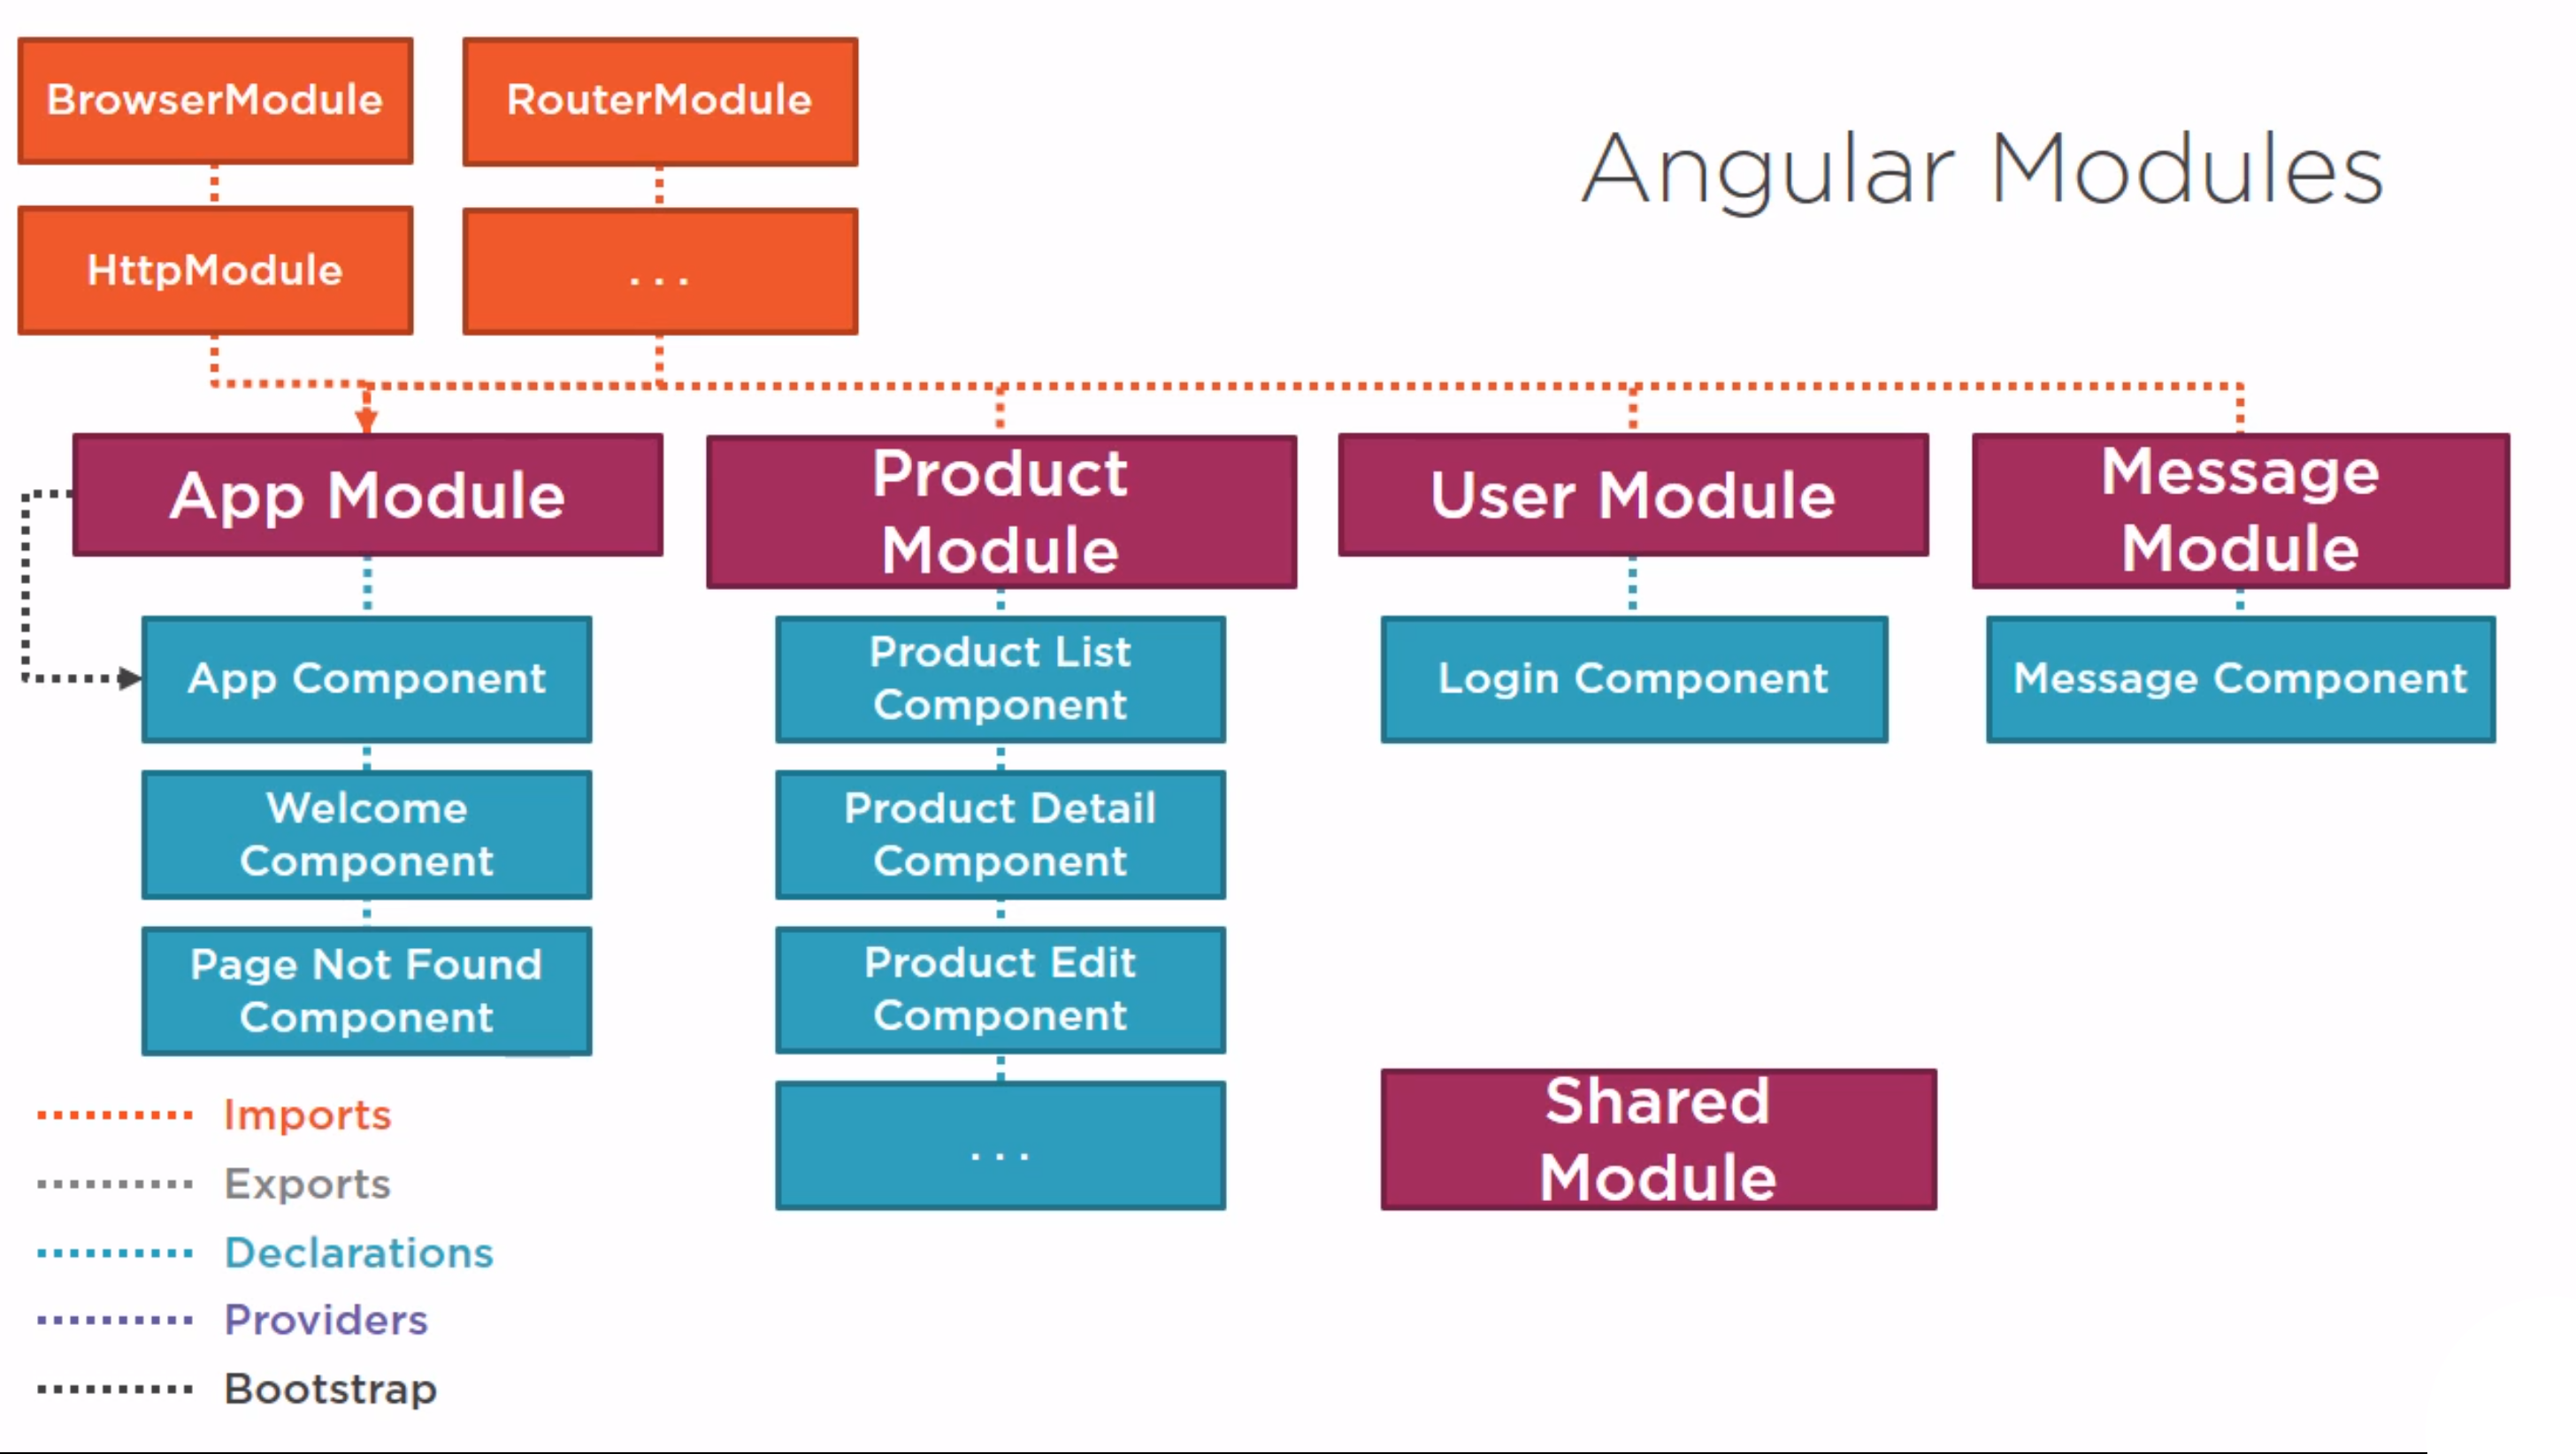 BrowserModule
RouterModule
Angular Modules
HttpModule
...
App Module
Product
Module
User Module
Message
Module
App Component
Product List
Component
Login Component
Message Component
Welcome
Component
Product Detail
Component
Page Not Found
Component
Product Edit
Component
...
Shared
Module
Imports
Exports
Declarations
Providers
Bootstrap